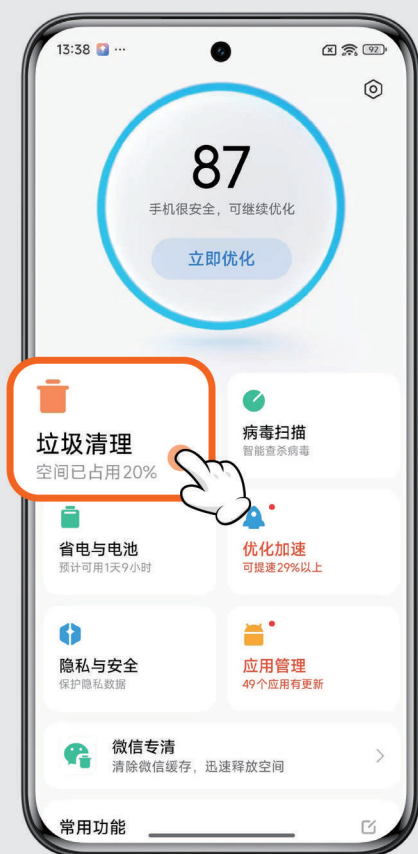 13:38 ...
92
87
手机很安全，可继续优化
立即优化
垃圾清理
空间已占用20%
病毒扫描
智能查杀病毒
省电与电池
预计可用1天9小时
优化加速
可提速29%以上
隐私与安全
保护隐私数据
应用管理
49个应用有更新
微信专清
清除微信缓存，迅速释放空间
常用功能